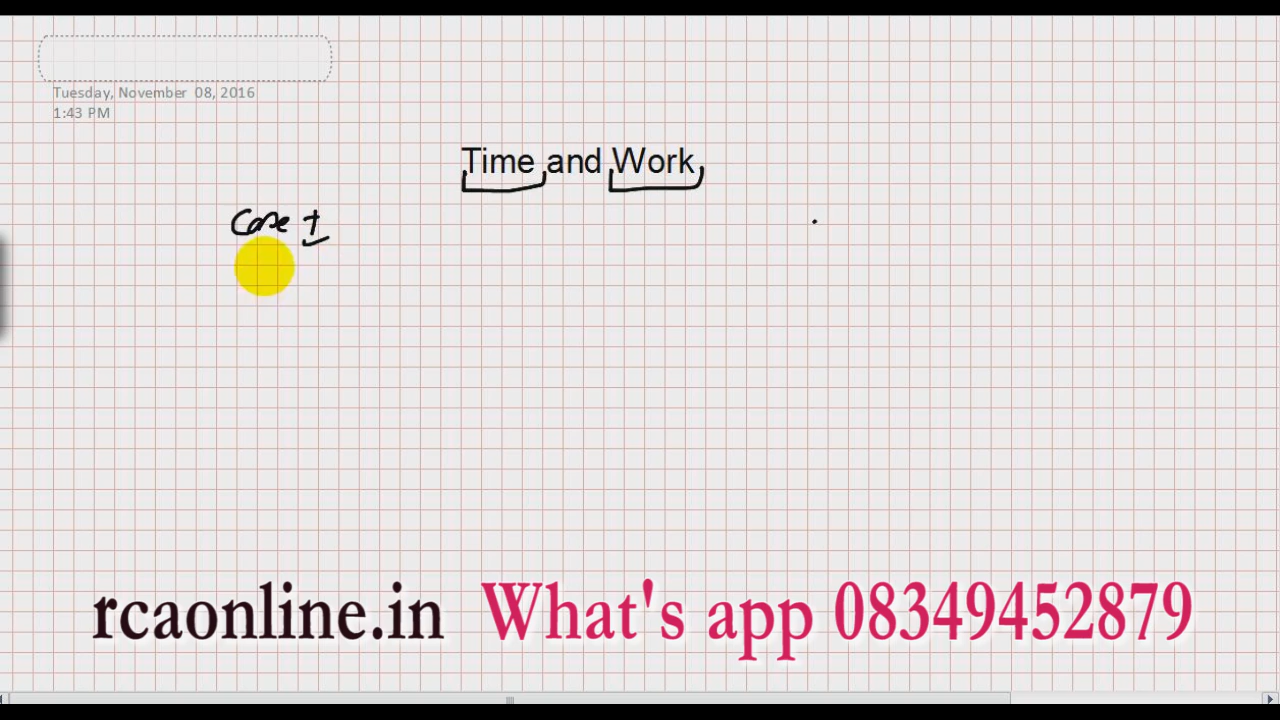 Tuesday, November 08, 2016
1:43 PM
Time and Work
Case I
rcaonline.in What's app 08349452879